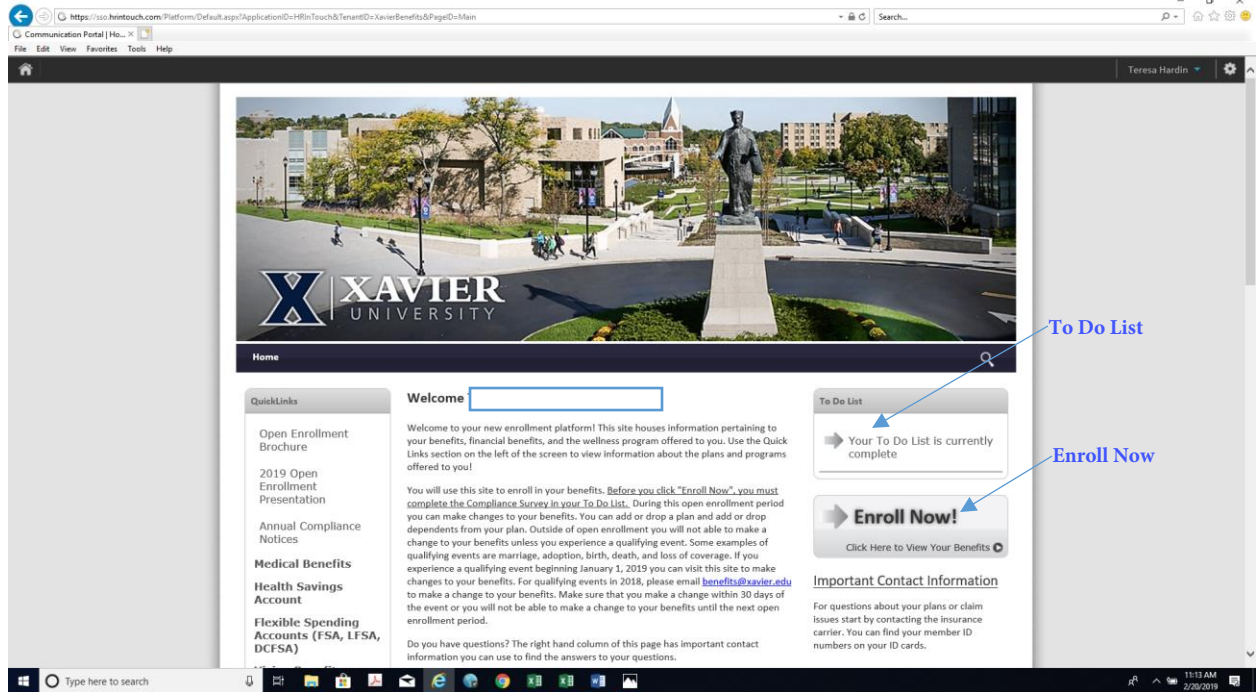 https://sso.hrintouch.com/Platform/Default.aspx?ApplicationID=HRInTouch&TenantID=XavierBenefits&PageID=Main
Search...
Communication Portal | Ho...
File Edit View Favorites Tools Help
Teresa Hardin
X XAVIER
UNIVERSITY
To Do List
Home
QuickLinks
Open Enrollment
Brochure
2019 Open
Enrollment
Presentation
Annual Compliance
Notices
Medical Benefits
Health Savings
Account
Flexible Spending
Accounts (FSA, LFSA,
DCFSA)
Welcome
Welcome to your new enrollment platform! This site houses information pertaining to
your benefits, financial benefits, and the wellness program offered to you. Use the Quick
Links section on the left of the screen to view information about the plans and programs
offered to you!
You will use this site to enroll in your benefits. Before you click "Enroll Now", you must
complete the Compliance Survey in your To Do List. During this open enrollment period
you can make changes to your benefits. You can add or drop a plan and add or drop
dependents from your plan. Outside of open enrollment you will not able to make a
change to your benefits unless you experience a qualifying event. Some examples of
qualifying events are marriage, adoption, birth, death, and loss of coverage. If you
experience a qualifying event beginning January 1, 2019 you can visit this site to make
changes to your benefits. For qualifying events in 2018, please email benefits@xavier.edu
to make a change to your benefits. Make sure that you make a change within 30 days of
the event or you will not be able to make a change to your benefits until the next open
enrollment period.
Do you have questions? The right hand column of this page has important contact
information you can use to find the answers to your questions.
To Do List
Your To Do List is currently
complete
Enroll Now
Enroll Now!
Click Here to View Your Benefits
Important Contact Information
For questions about your plans or claim
issues start by contacting the insurance
carrier. You can find your member ID
numbers on your ID cards.
Type here to search
11:13 AM
2/20/2019